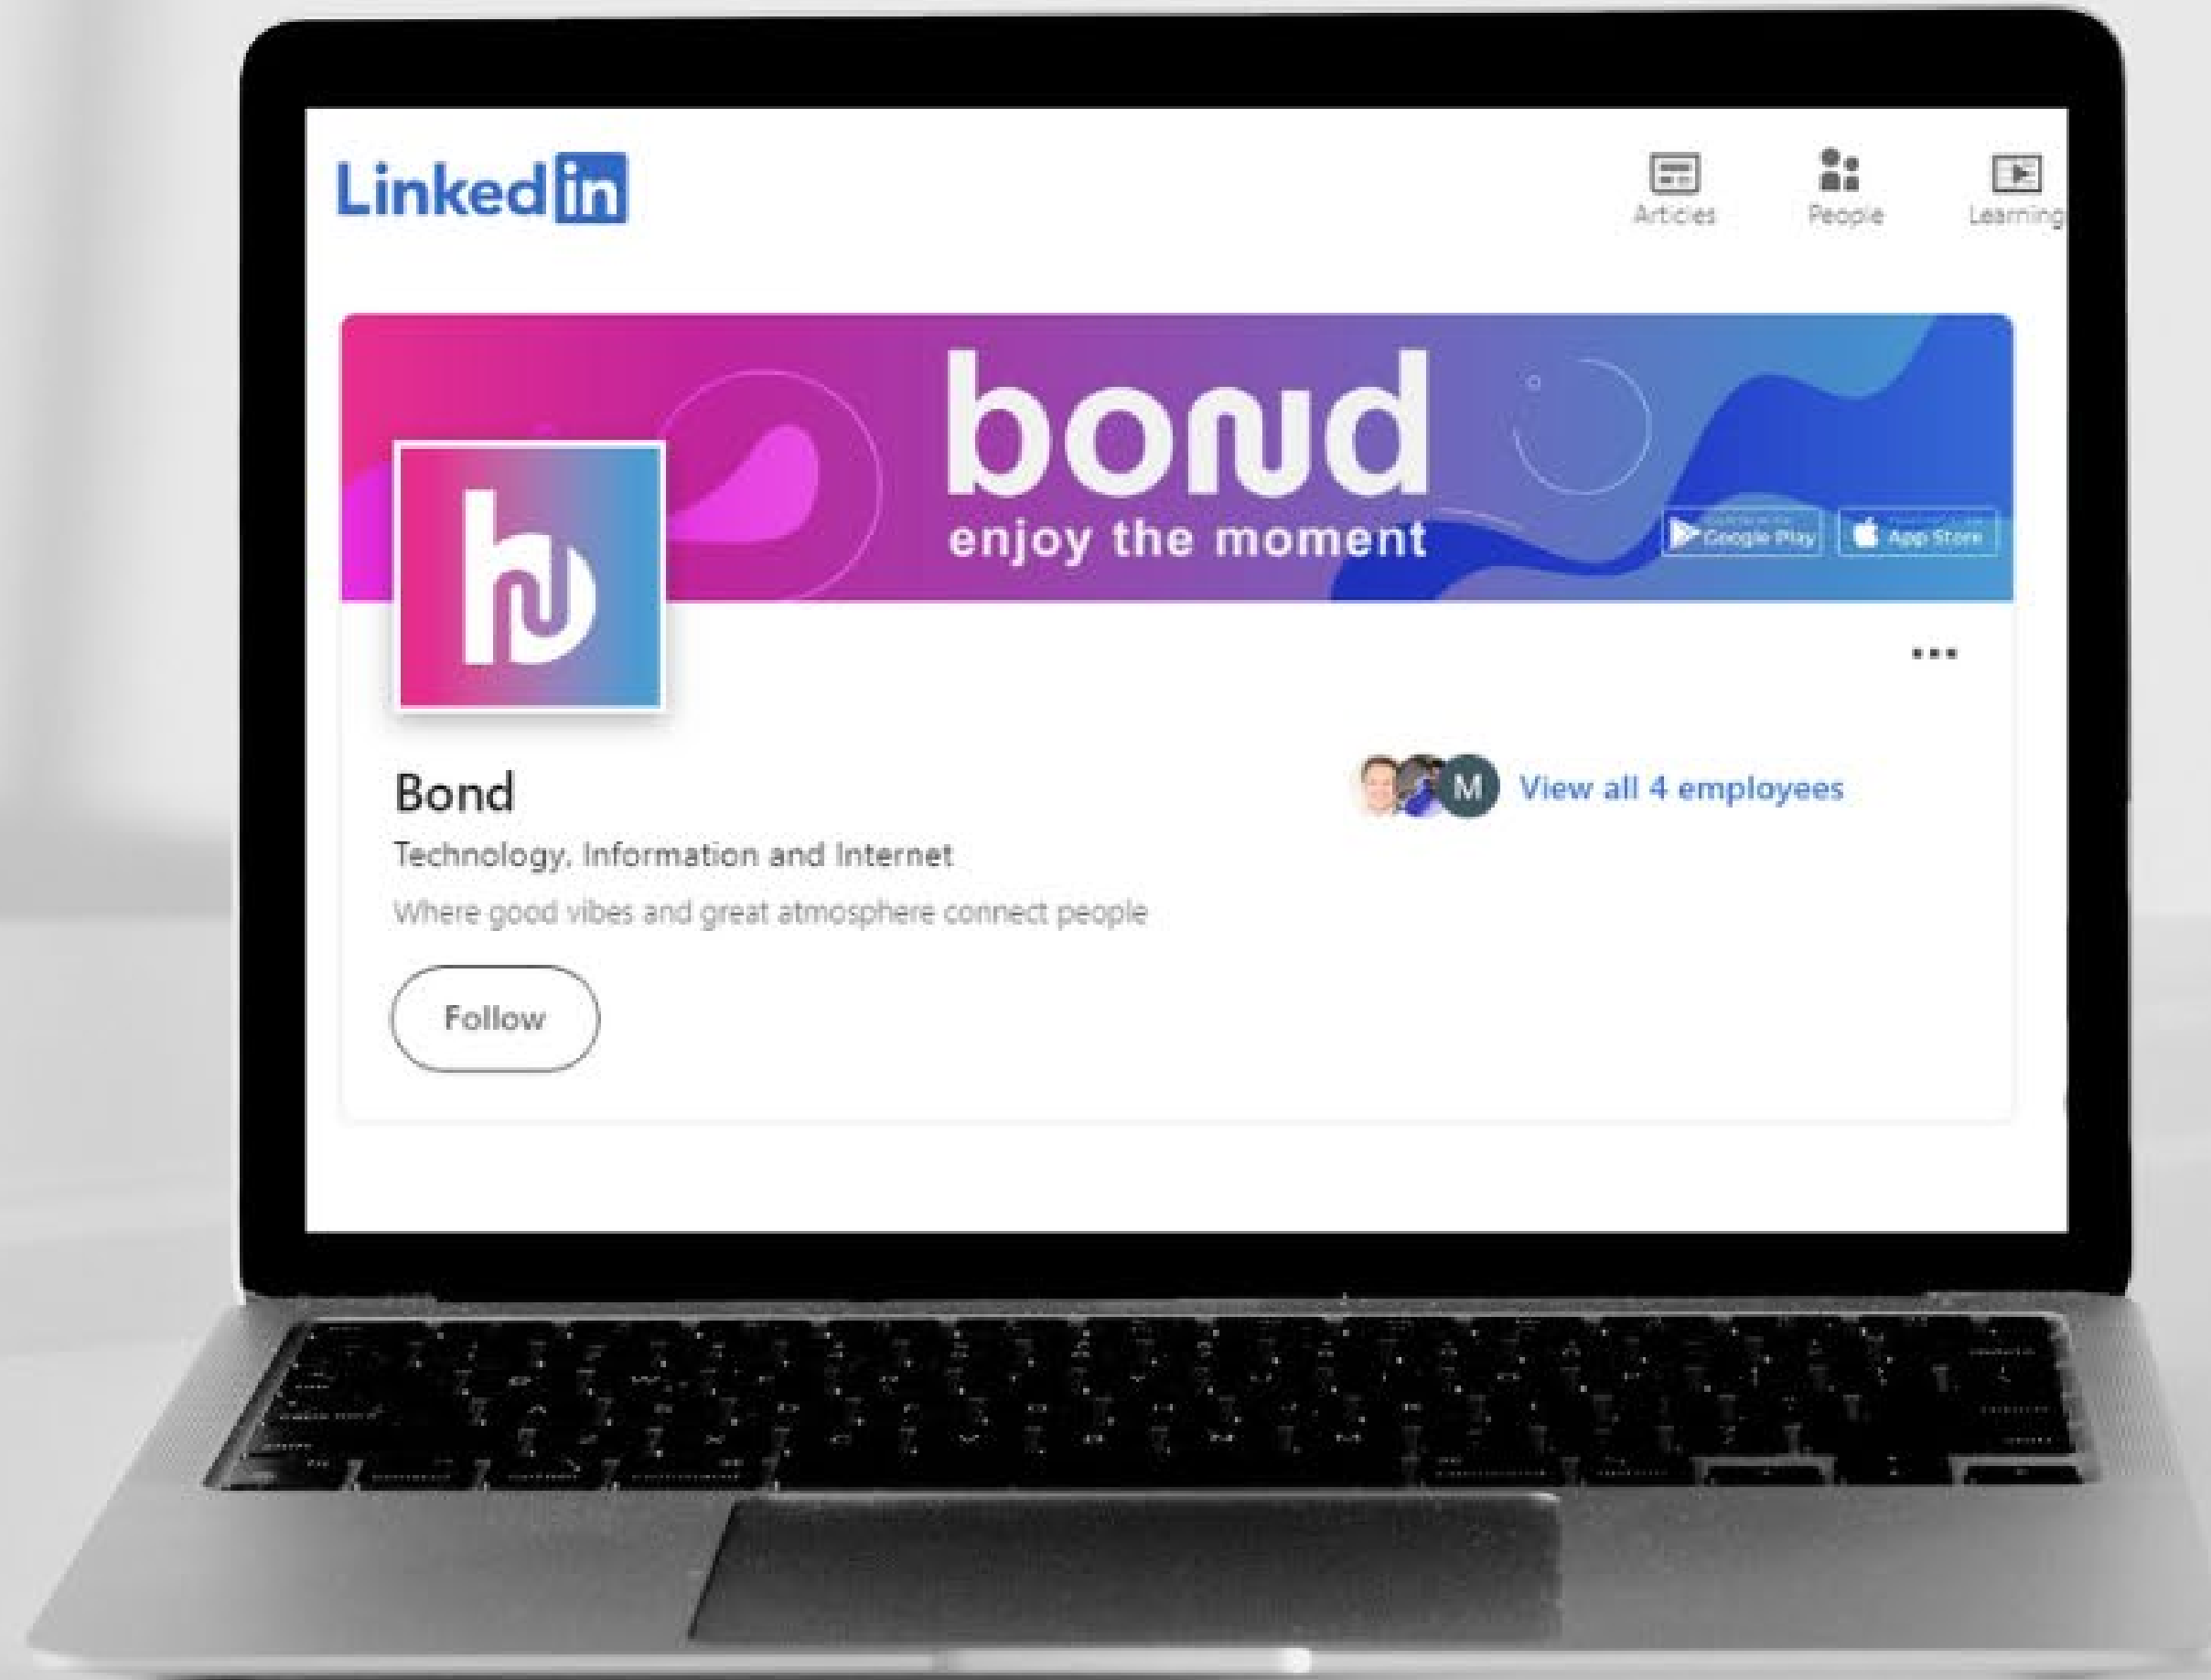 Linkedin
Articles People Learning
bond
enjoy the moment
Google Play App Store
Bond
M View all 4 employees
Technology, Information and Internet
Where good vibes and great atmosphere connect people
Follow